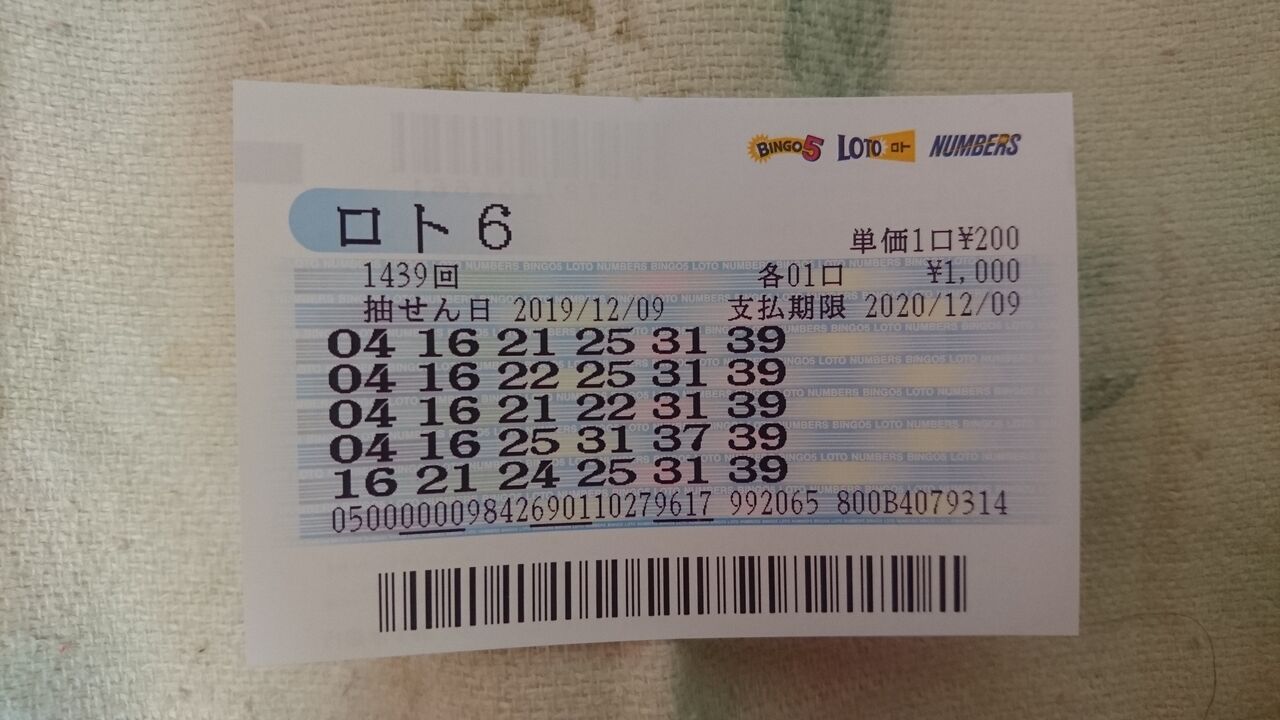 BINGO5 LOTO ロト NUMBERS
ロト6
単価1口¥200
1439回 各01口 ¥1,000
抽せん日 2019/12/09 支払期限 2020/12/09
04 16 21 25 31 39
04 16 22 25 31 39
04 16 21 22 31 39
04 16 25 31 37 39
16 21 24 25 31 39
050000009842690110279617 992065 800B4079314